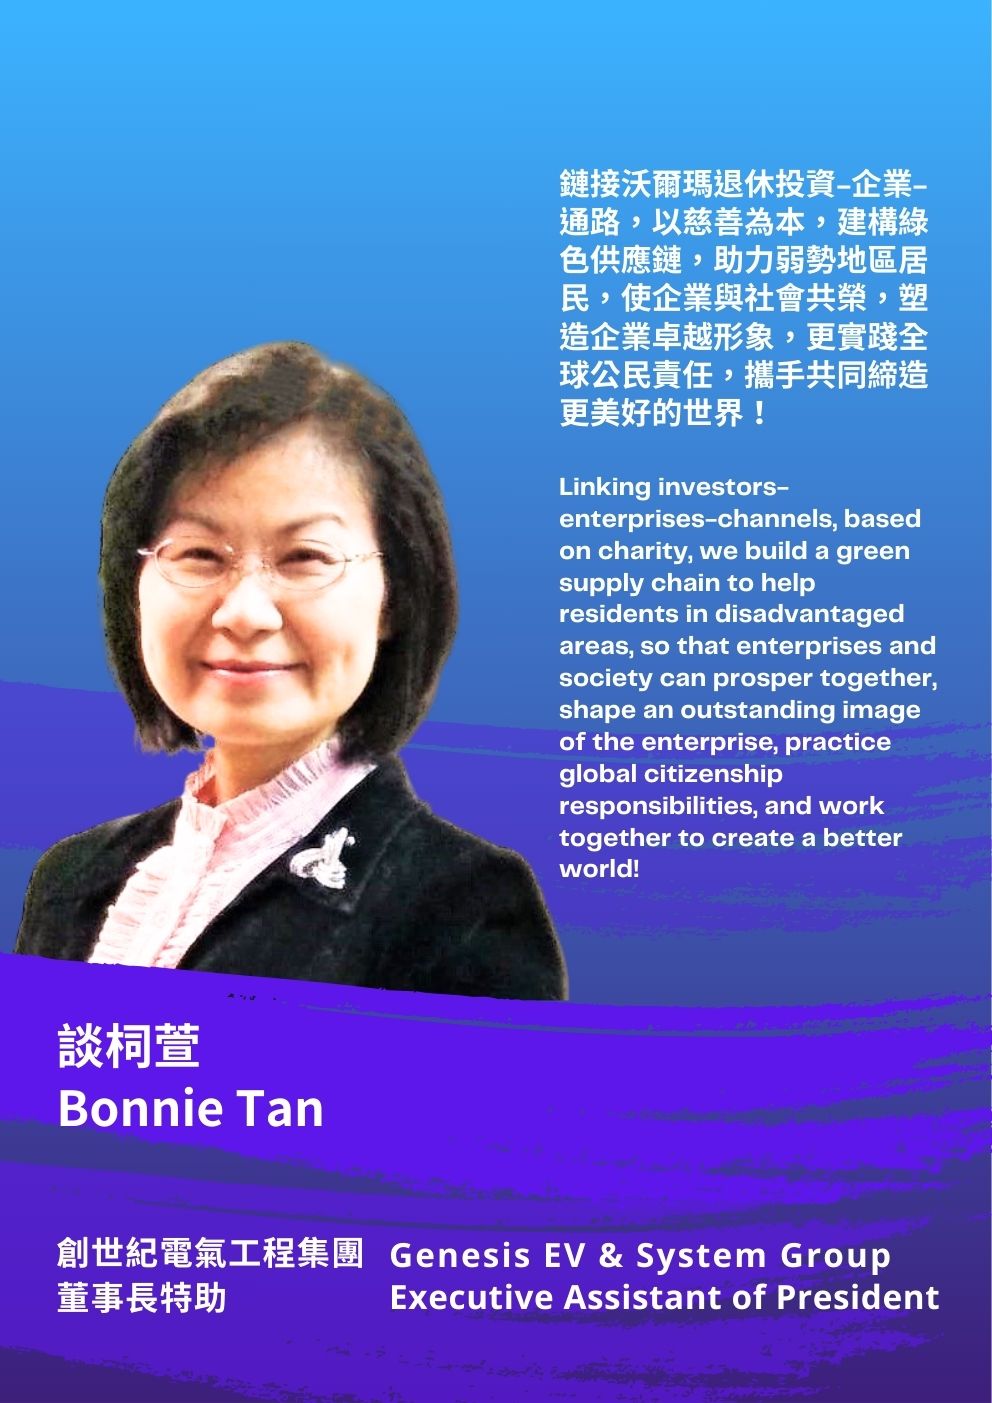 鏈接沃爾瑪退休投資–企業–
通路，以慈善為本，建構綠
色供應鏈，助力弱勢地區居
民，使企業與社會共榮，塑
造企業卓越形象，更實踐全
球公民責任，攜手共同締造
更美好的世界！
Linking investors–
enterprises–channels, based
on charity, we build a green
supply chain to help
residents in disadvantaged
areas, so that enterprises and
society can prosper together,
shape an outstanding image
of the enterprise, practice
global citizenship
responsibilities, and work
together to create a better
world!
談柯萱
Bonnie Tan
創世紀電氣工程集團
董事長特助
Genesis EV & System Group
Executive Assistant of President